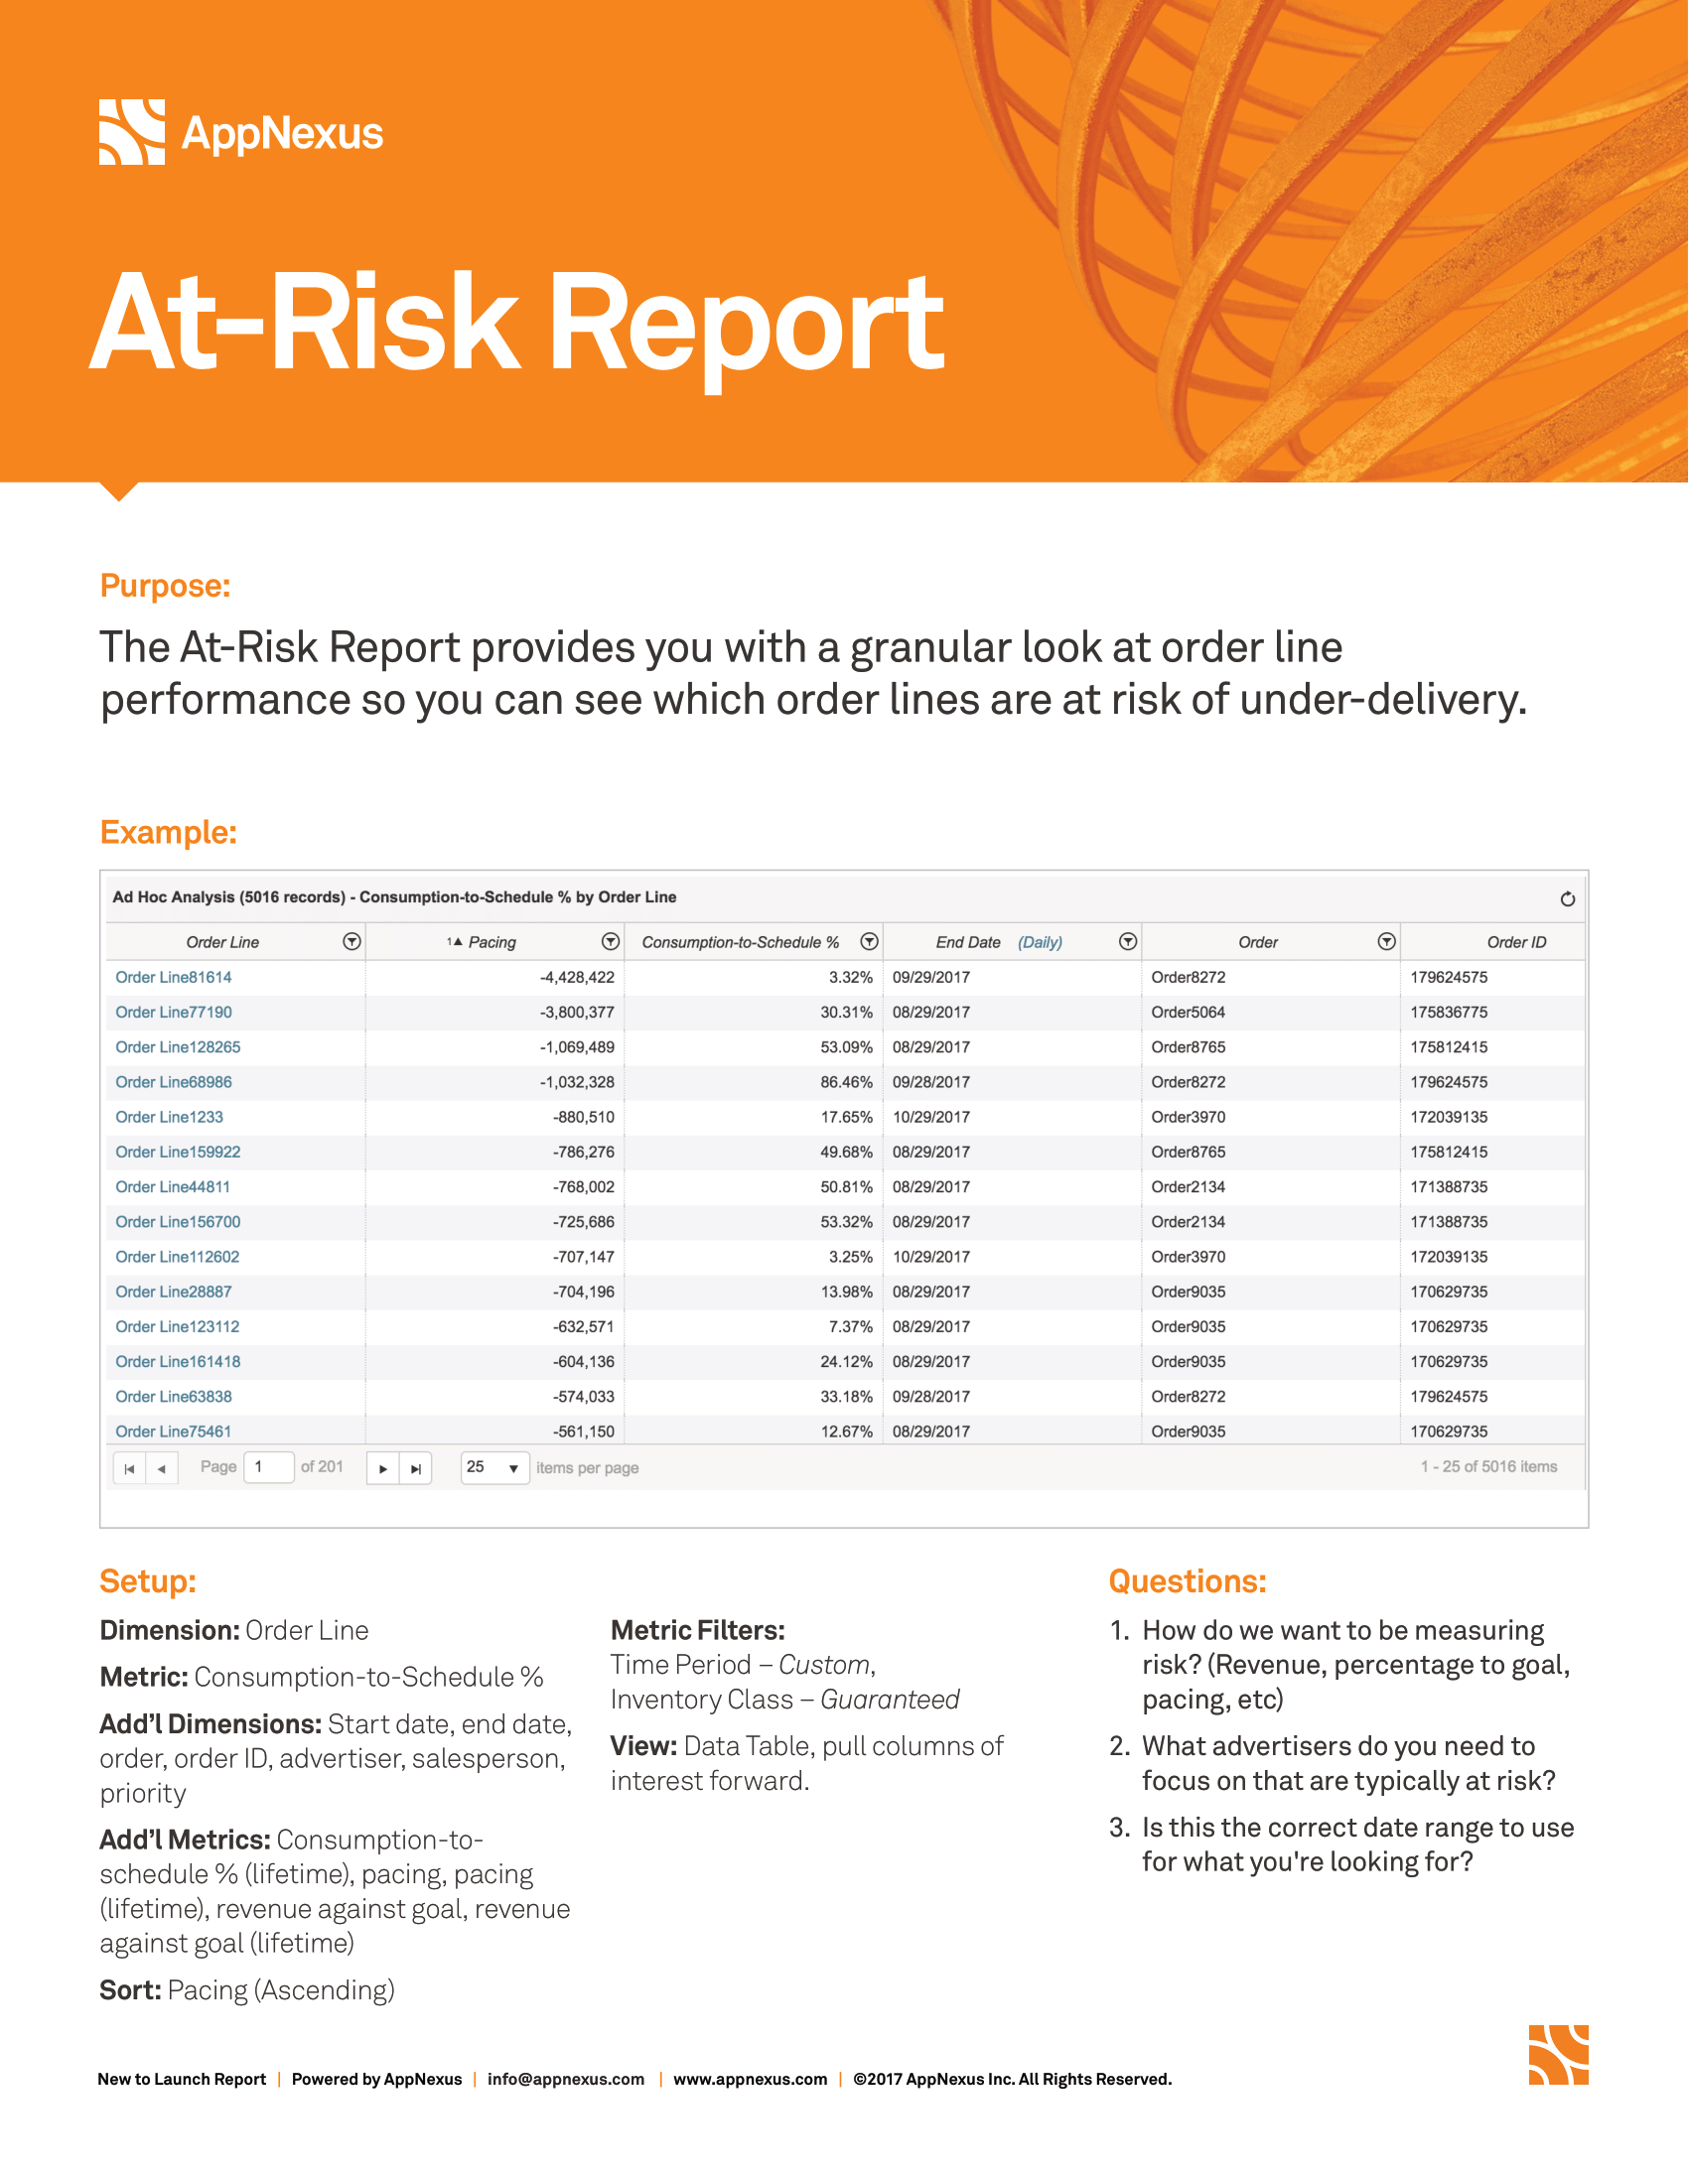 AppNexus
At-Risk Report
Purpose:
The At-Risk Report provides you with a granular look at order line
performance so you can see which order lines are at risk of under-delivery.
Example:
Ad Hoc Analysis (5016 records) - Consumption-to-Schedule % by Order Line
Order Line 1▲ Pacing Consumption-to-Schedule % End Date (Daily) Order Order ID
Order Line81614 -4,428,422 3.32% 09/29/2017 Order8272 179624575
Order Line77190 -3,800,377 30.31% 08/29/2017 Order5064 175836775
Order Line128265 -1,069,489 53.09% 08/29/2017 Order8765 175812415
Order Line68986 -1,032,328 86.46% 09/28/2017 Order8272 179624575
Order Line1233 -880,510 17.65% 10/29/2017 Order3970 172039135
Order Line159922 -786,276 49.68% 08/29/2017 Order8765 175812415
Order Line44811 -768,002 50.81% 08/29/2017 Order2134 171388735
Order Line156700 -725,686 53.32% 08/29/2017 Order2134 171388735
Order Line112602 -707,147 3.25% 10/29/2017 Order3970 172039135
Order Line28887 -704,196 13.98% 08/29/2017 Order9035 170629735
Order Line123112 -632,571 7.37% 08/29/2017 Order9035 170629735
Order Line161418 -604,136 24.12% 08/29/2017 Order9035 170629735
Order Line63838 -574,033 33.18% 09/28/2017 Order8272 179624575
Order Line75461 -561,150 12.67% 08/29/2017 Order9035 170629735
Page 1 of 201 25 items per page 1 - 25 of 5016 items
Setup:
Dimension: Order Line
Metric: Consumption-to-Schedule %
Add'l Dimensions: Start date, end date,
order, order ID, advertiser, salesperson,
priority
Add'l Metrics: Consumption-to-
schedule % (lifetime), pacing, pacing
(lifetime), revenue against goal, revenue
against goal (lifetime)
Sort: Pacing (Ascending)
Metric Filters:
Time Period – Custom,
Inventory Class – Guaranteed
View: Data Table, pull columns of
interest forward.
Questions:
1. How do we want to be measuring
risk? (Revenue, percentage to goal,
pacing, etc)
2. What advertisers do you need to
focus on that are typically at risk?
3. Is this the correct date range to use
for what you're looking for?
New to Launch Report | Powered by AppNexus | info@appnexus.com | www.appnexus.com | ©2017 AppNexus Inc. All Rights Reserved.